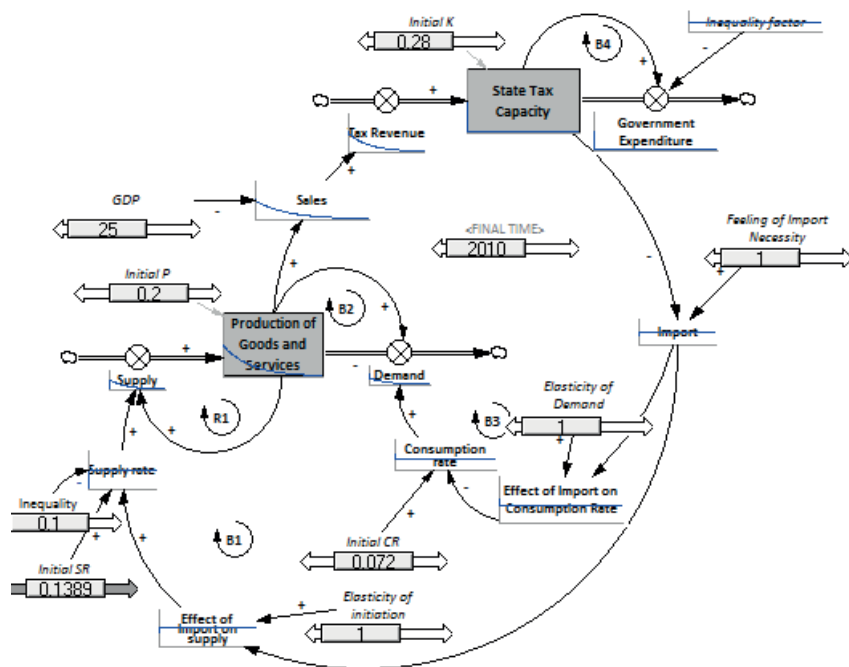 Initial K
0.28
B4
Inequality factor
+
-
+
+
+
State Tax
Capacity
Tax Revenue
Government
Expenditure
+
GDP
-
Sales
25
<FINAL TIME>
2010
Feeling of Import
Necessity
1
+
-
+
Initial P
0.2
B2
+
Production of
Goods and
Services
+
-
Import
Supply
Demand
Elasticity of
Demand
R1
B3
1
+
+
+
+
Consumption
rate
Supply rate
-
-
Effect of Import on
Consumption Rate
Inequality
0.1
+
+
B1
+
Initial CR
0.072
Initial SR
0.1389
+
Elasticity of
initiation
1
Effect of
Import on
supply